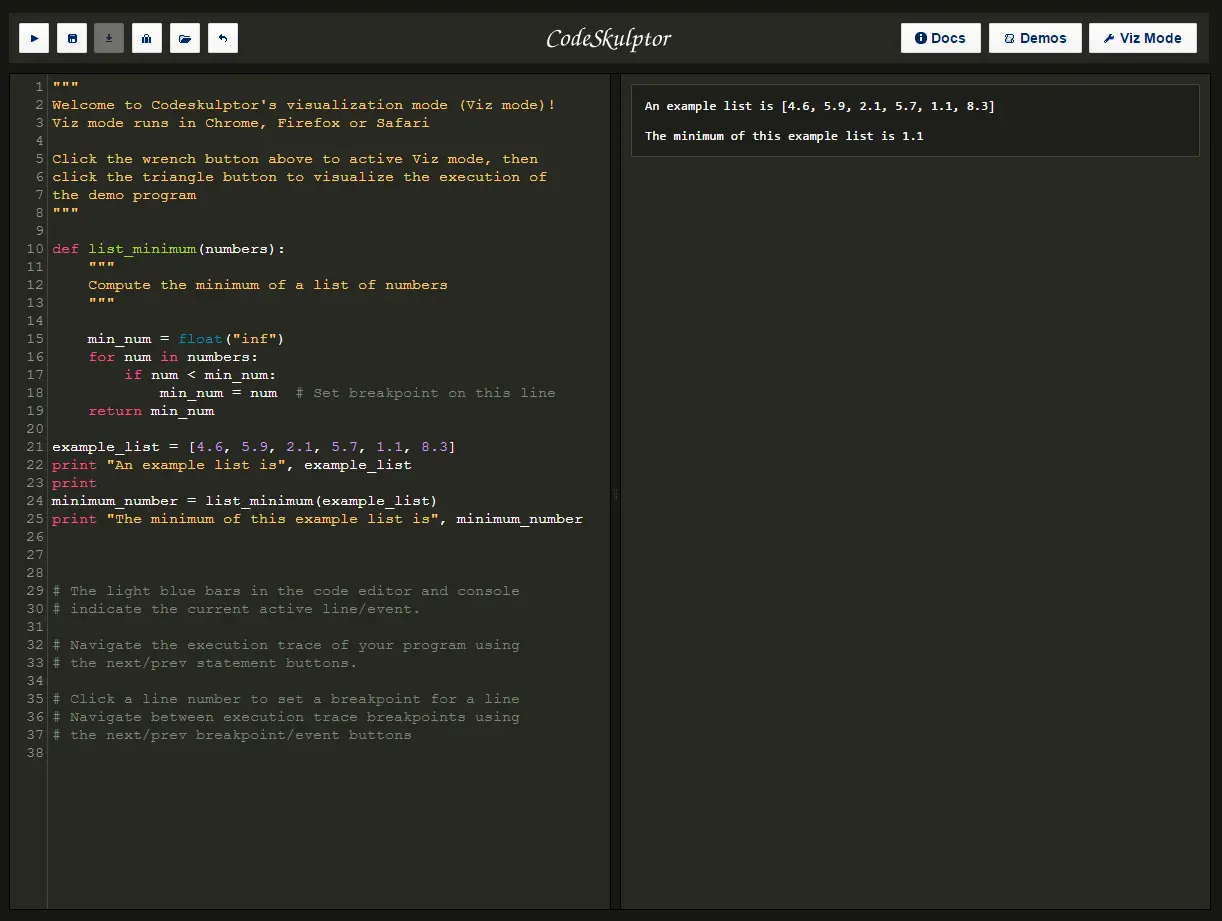 CodeSkulptor
Docs
Demos
Viz Mode
1 """
2 Welcome to Codeskulptor's visualization mode (Viz mode)!
3 Viz mode runs in Chrome, Firefox or Safari
4
5 Click the wrench button above to active Viz mode, then
6 click the triangle button to visualize the execution of
7 the demo program
8 """
9
10 def list_minimum(numbers):
11     """
12     Compute the minimum of a list of numbers
13     """
14
15     min_num = float("inf")
16     for num in numbers:
17         if num < min_num:
18             min_num = num  # Set breakpoint on this line
19     return min_num
20
21 example_list = [4.6, 5.9, 2.1, 5.7, 1.1, 8.3]
22 print "An example list is", example_list
23 print
24 minimum_number = list_minimum(example_list)
25 print "The minimum of this example list is", minimum_number
26
27
28
29 # The light blue bars in the code editor and console
30 # indicate the current active line/event.
31
32 # Navigate the execution trace of your program using
33 # the next/prev statement buttons.
34
35 # Click a line number to set a breakpoint for a line
36 # Navigate between execution trace breakpoints using
37 # the next/prev breakpoint/event buttons
38
An example list is [4.6, 5.9, 2.1, 5.7, 1.1, 8.3]
The minimum of this example list is 1.1